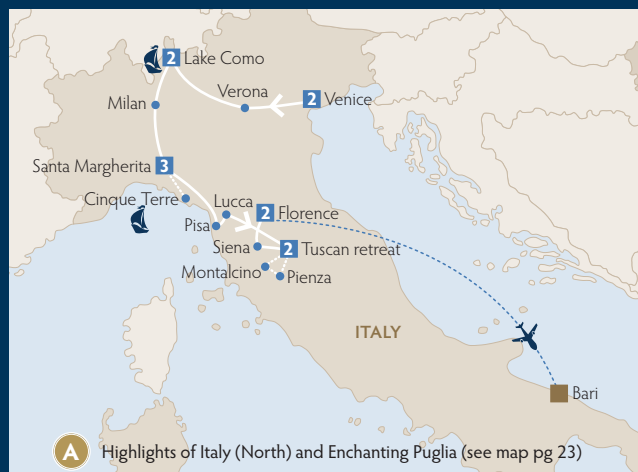 2 Lake Como
Verona
2 Venice
Milan
Santa Margherita 3
Cinque Terre
Lucca
2 Florence
Pisa
Siena
2 Tuscan retreat
Montalcino
Pienza
ITALY
Bari
A Highlights of Italy (North) and Enchanting Puglia (see map pg 23)